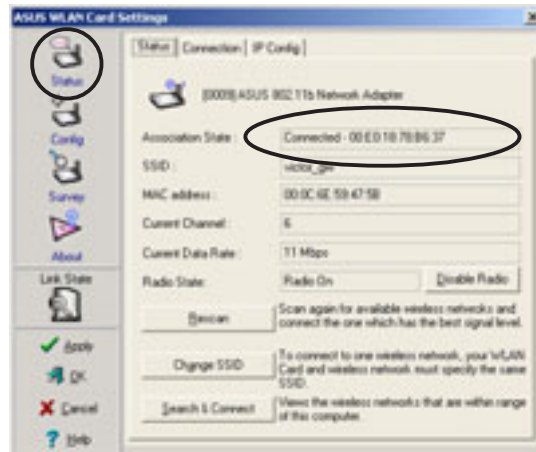 ASUS WLAN Card Settings
Status
Config
Survey
About
Link State
Apply
OK
Cancel
Help
Status Connection IP Config
[0009] ASUS 802.11b Network Adapter
Association State : Connected - 00:E0:18:78:B6:37
SSID :
MAC address : 00:0C:6E:59:47:5B
Current Channel : 6
Current Data Rate : 11 Mbps
Radio State: Radio On Disable Radio
Rescan
Scan again for available wireless networks and
connect the one which has the best signal level.
Change SSID
To connect to one wireless network, your WLAN
Card and wireless network must specify the same
SSID.
Search & Connect
Views the wireless networks that are within range
of this computer.